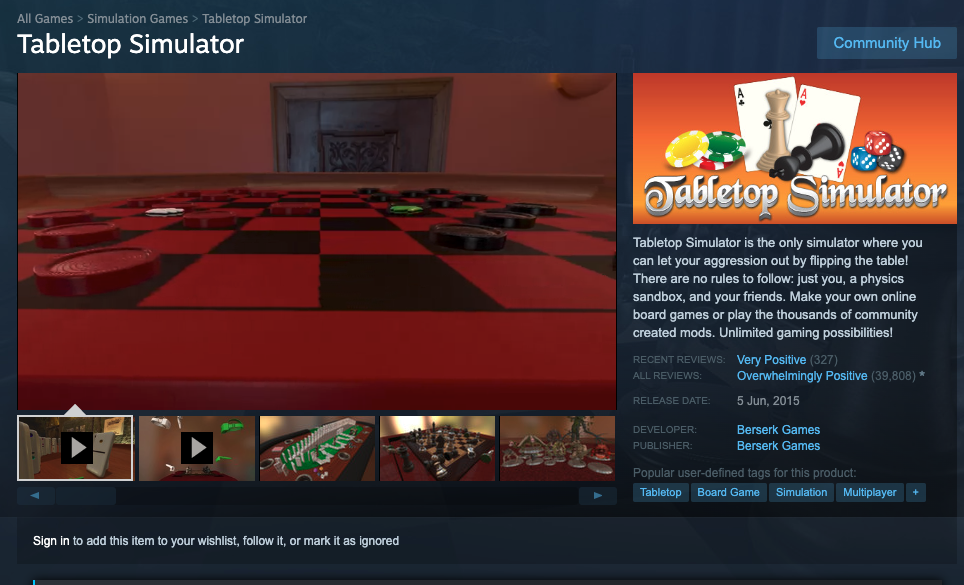 All Games > Simulation Games > Tabletop Simulator
Tabletop Simulator
Community Hub
A
A
A
Tabletop Simulator
Tabletop Simulator is the only simulator where you
can let your aggression out by flipping the table!
There are no rules to follow: just you, a physics
sandbox, and your friends. Make your own online
board games or play the thousands of community
created mods. Unlimited gaming possibilities!
RECENT REVIEWS: Very Positive (327)
ALL REVIEWS: Overwhelmingly Positive (39,808) *
RELEASE DATE: 5 Jun, 2015
DEVELOPER: Berserk Games
PUBLISHER: Berserk Games
Popular user-defined tags for this product:
Tabletop Board Game Simulation Multiplayer +
Sign in to add this item to your wishlist, follow it, or mark it as ignored